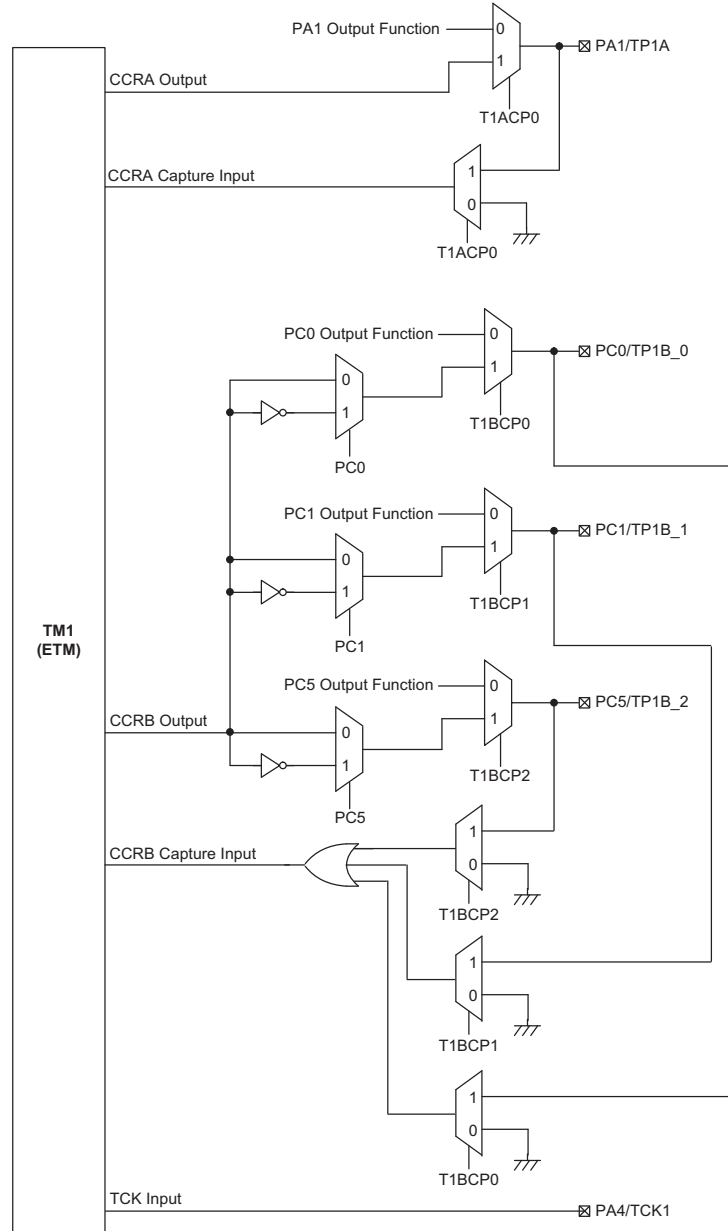 PA1 Output Function
0
1
PA1/TP1A
CCRA Output
T1ACP0
CCRA Capture Input
1
0
T1ACP0
PC0 Output Function
0
1
PC0/TP1B_0
0
1
T1BCP0
PC0
PC1 Output Function
0
1
PC1/TP1B_1
0
1
T1BCP1
PC1
TM1
(ETM)
PC5 Output Function
0
1
PC5/TP1B_2
CCRB Output
0
1
T1BCP2
PC5
CCRB Capture Input
1
0
T1BCP2
1
0
T1BCP1
1
0
T1BCP0
TCK Input
PA4/TCK1